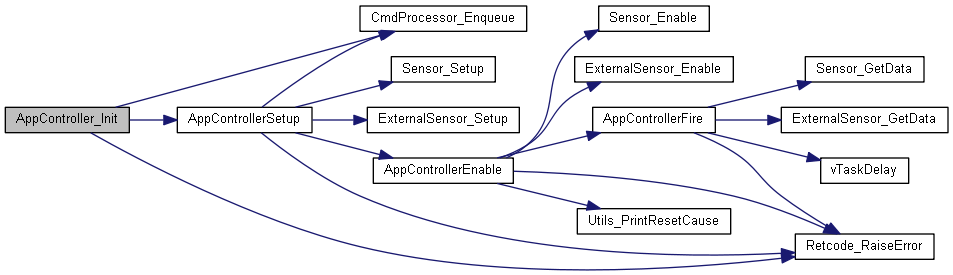 CmdProcessor_Enqueue
Sensor_Enable
Sensor_Setup
ExternalSensor_Enable
Sensor_GetData
AppController_Init
AppControllerSetup
ExternalSensor_Setup
AppControllerFire
ExternalSensor_GetData
AppControllerEnable
vTaskDelay
Utils_PrintResetCause
Retcode_RaiseError